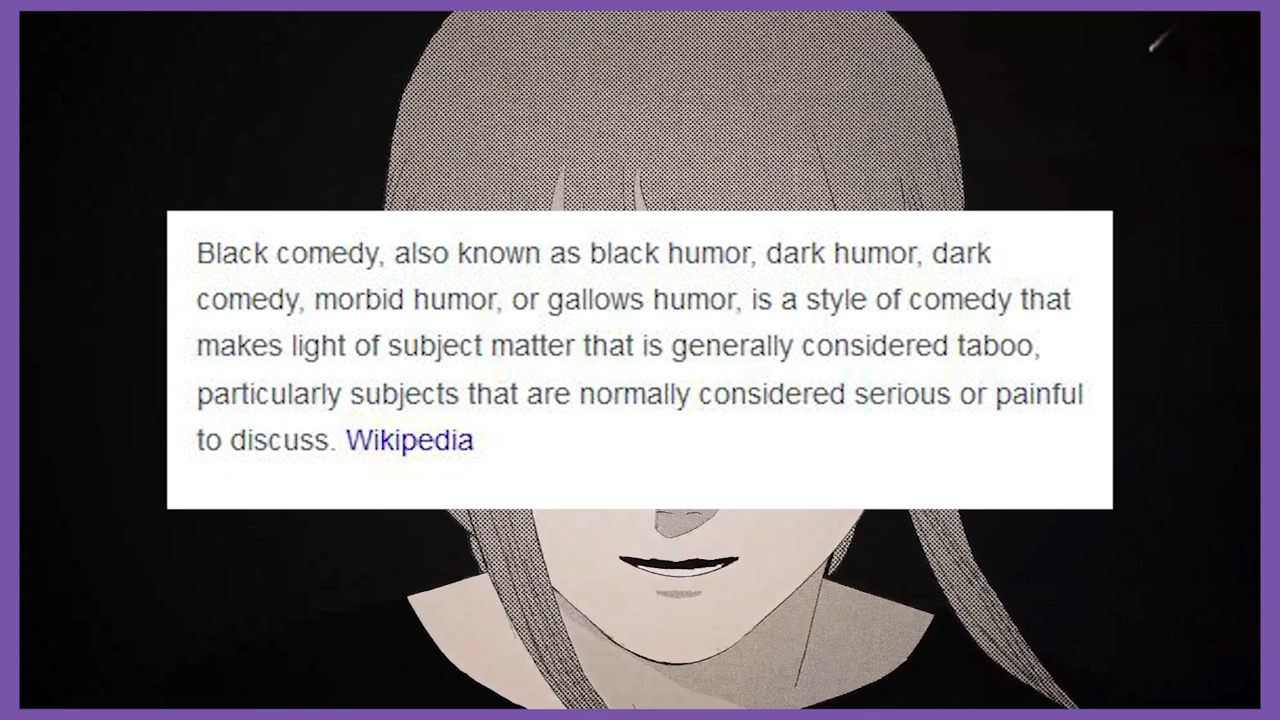 Black comedy, also known as black humor, dark humor, dark
comedy, morbid humor, or gallows humor, is a style of comedy that
makes light of subject matter that is generally considered taboo,
particularly subjects that are normally considered serious or painful
to discuss. Wikipedia